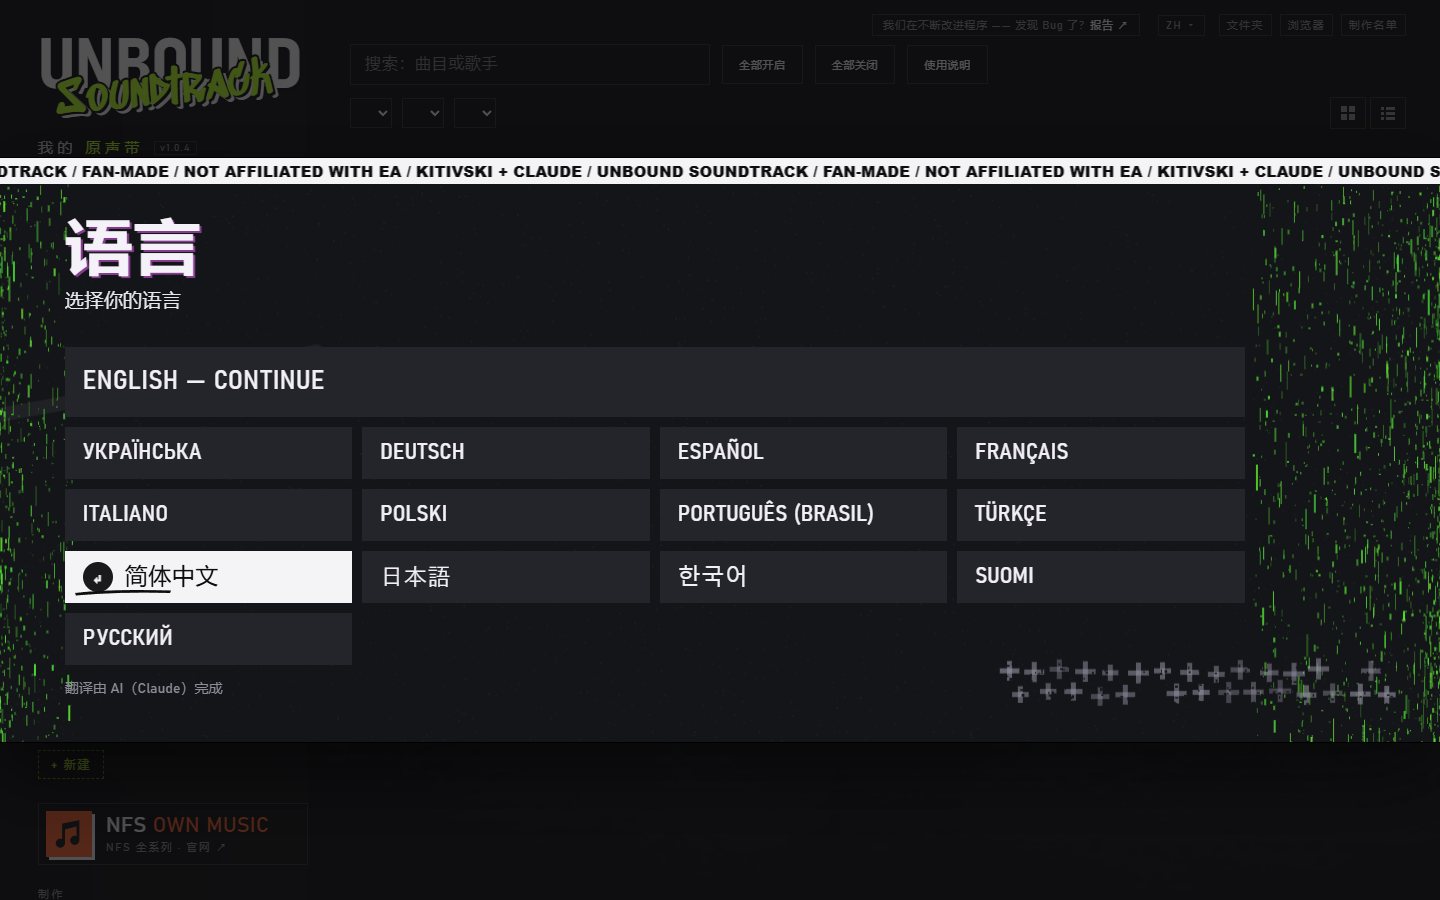 我们在不断改进程序 —— 发现 Bug 了? 报告 ↗
ZH
文件夹
浏览器
制作名单
UNBOUND
SOUNDTRACK
搜索：曲目或歌手
全部开启
全部关闭
使用说明
我的 原声带 v1.0.4
DTRACK / FAN-MADE / NOT AFFILIATED WITH EA / KITIVSKI + CLAUDE / UNBOUND SOUNDTRACK / FAN-MADE / NOT AFFILIATED WITH EA / KITIVSKI + CLAUDE / UNBOUND S
语言
选择你的语言
ENGLISH — CONTINUE
УКРАЇНСЬКА
DEUTSCH
ESPAÑOL
FRANÇAIS
ITALIANO
POLSKI
PORTUGUÊS (BRASIL)
TÜRKÇE
简体中文
日本語
한국어
SUOMI
РУССКИЙ
翻译由 AI（Claude）完成
+ 新建
NFS OWN MUSIC
NFS 全系列 · 官网 ↗
制作